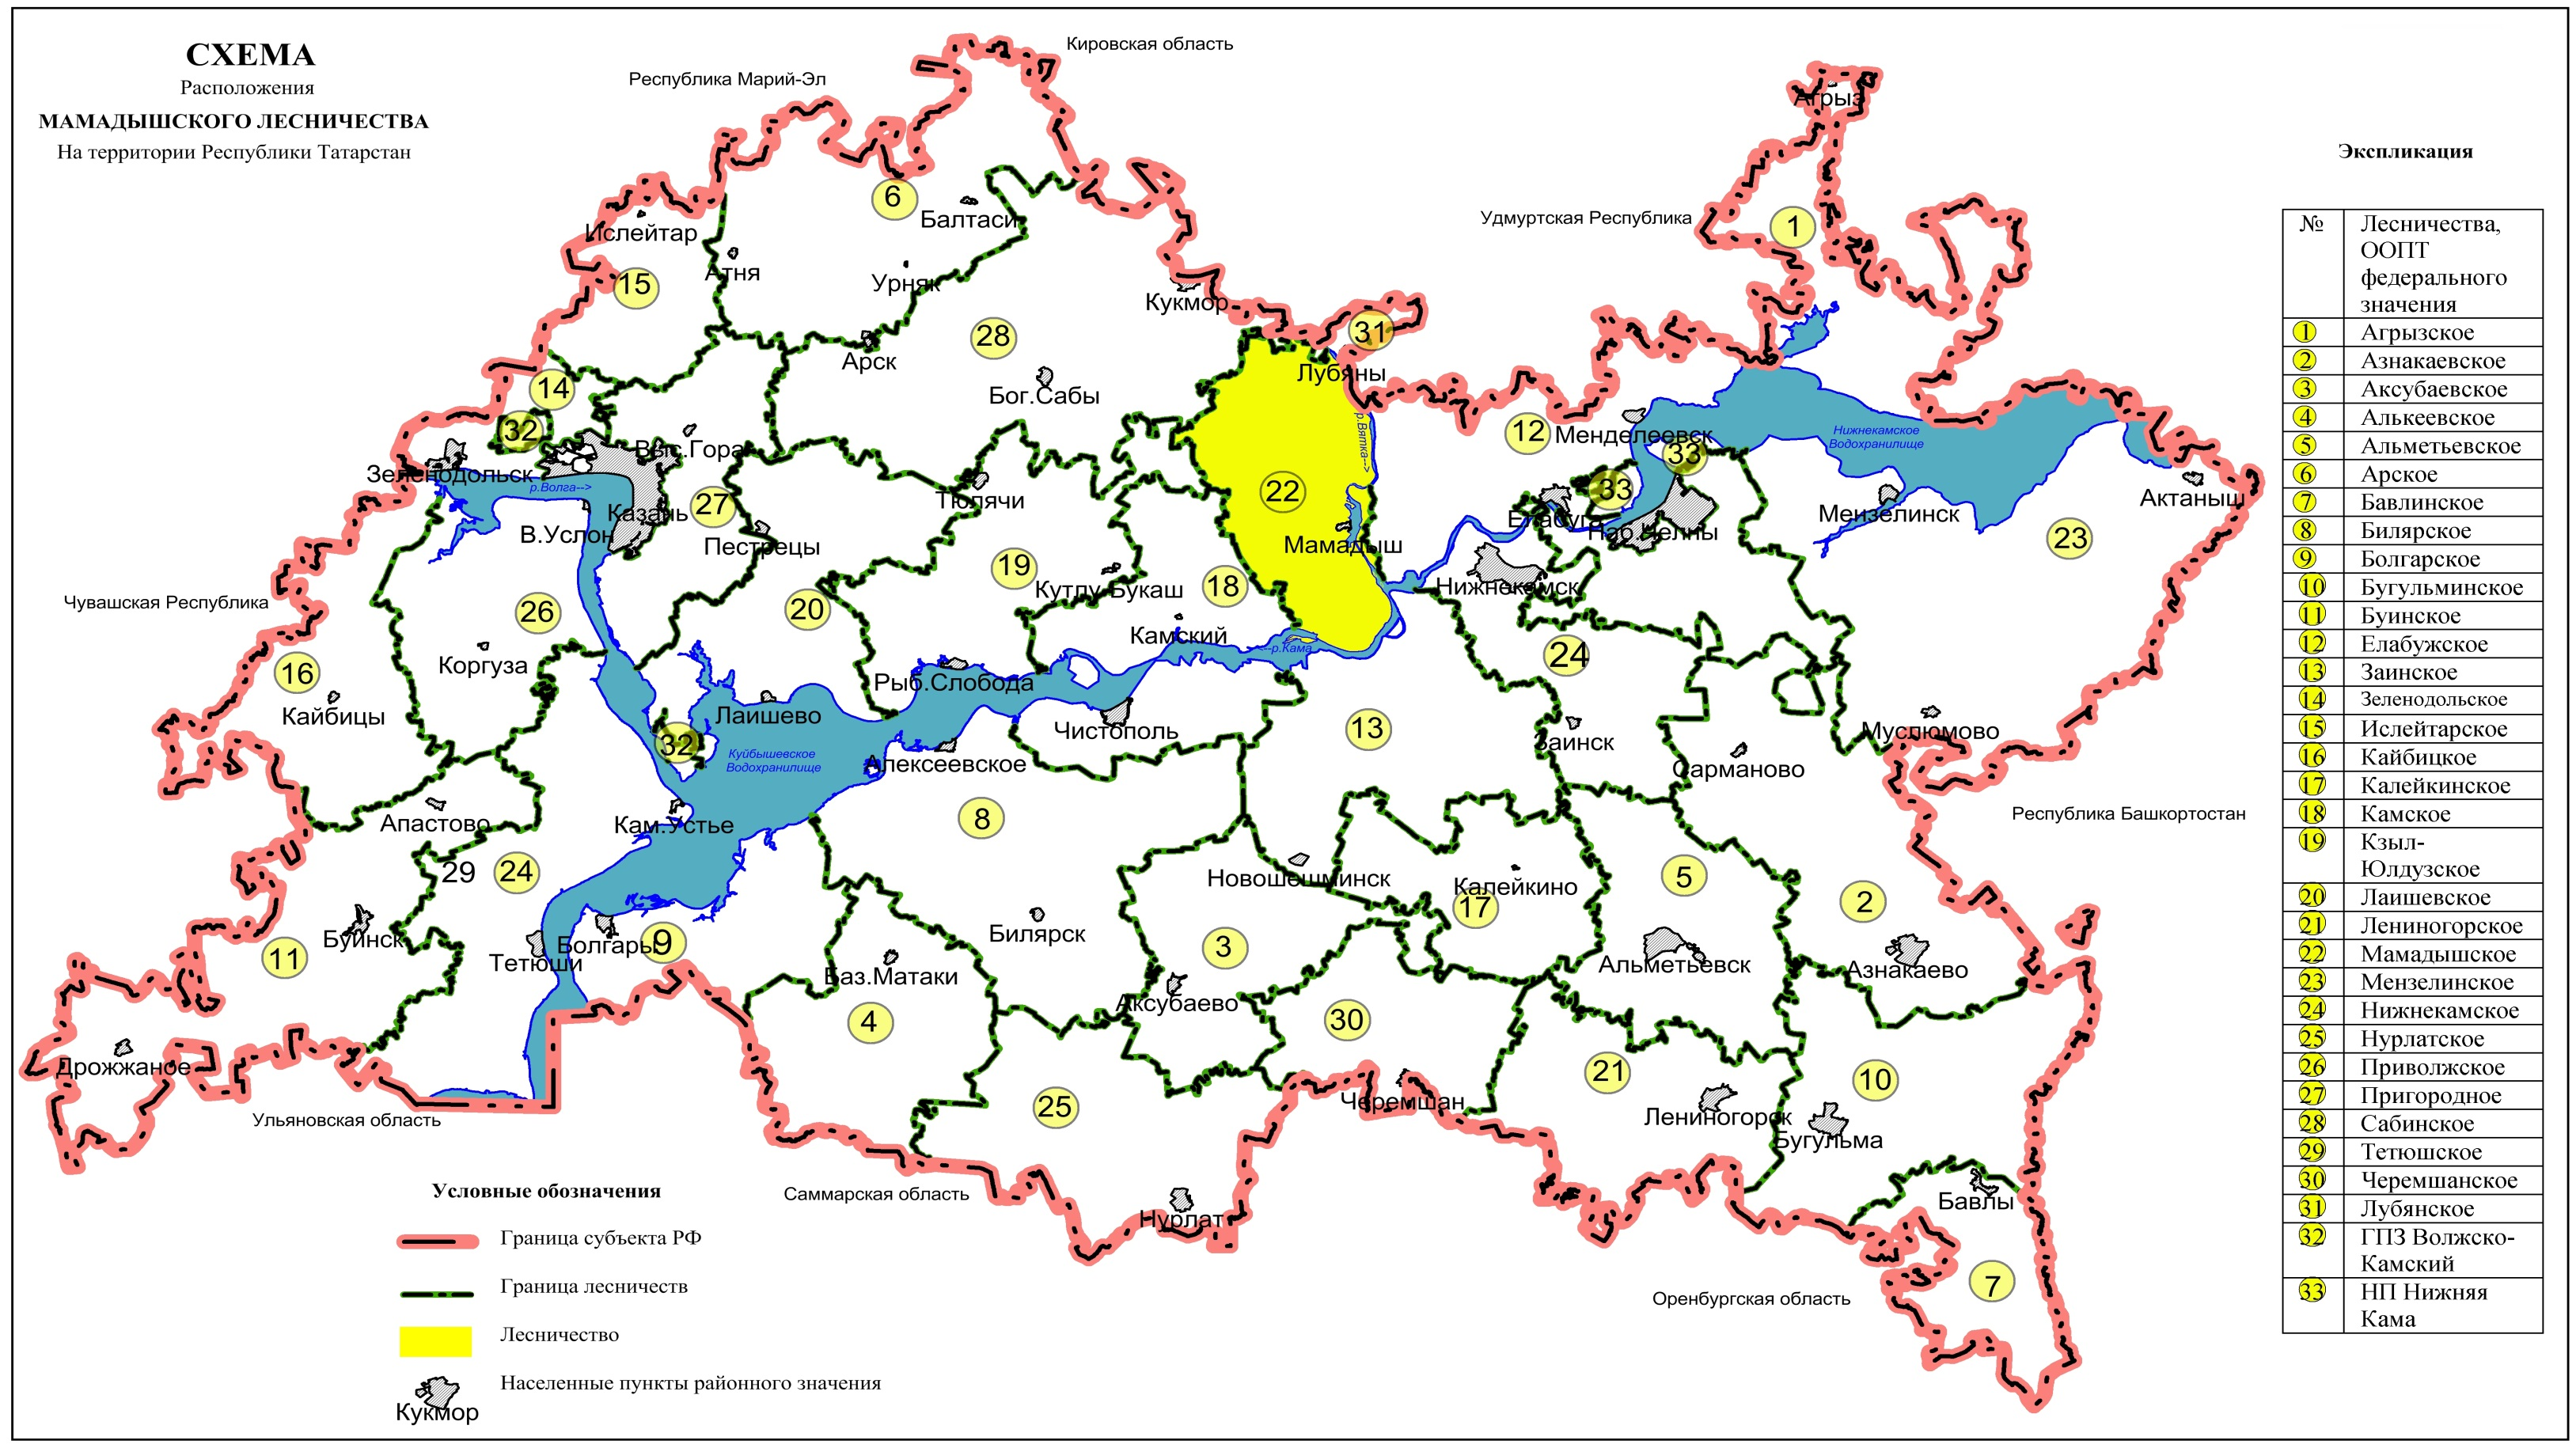 СХЕМА
Расположения
МАМАДЫШСКОГО ЛЕСНИЧЕСТВА
На территории Республики Татарстан
Кировская область
Республика Марий-Эл
Удмуртская Республика
Чувашская Республика
Республика Башкортостан
Ульяновская область
Саммарская область
Оренбургская область
Агрыз
1
6
Балтаси
Ислейтар
15
Атня
Урняк
Кукмор
31
28
Арск
Лубяны
14
Бог.Сабы
32
Выс.Гора
12
Менделеевск
33
Нижнекамское
Водохранилище
р.Вятка-->
Зеленодольск
р.Волга-->
Казань
27
Тюлячи
22
33
Актаныш
В.Услон
Пестрецы
Мамадыш
Елабуга
Наб.Челны
Мензелинск
23
19
Кутлу-Букаш
18
Нижнекамск
26
20
Камский
<---р.Кама
24
Коргуза
16
Рыб.Слобода
Кайбицы
Лаишево
Чистополь
13
Заинск
Муслюмово
32
Куйбышевское
Водохранилище
Алексеевское
Сарманово
Апастово
Кам.Устье
8
29
24
Новошешминск
Калейкино
17
5
2
Буинск
11
Тетюши
Болгары
9
Билярск
3
Альметьевск
Азнакаево
Баз.Матаки
4
Аксубаево
30
Дрожжаное
25
Черемшан
21
10
Лениногорск
Бугульма
Нурлат
Бавлы
7
Условные обозначения
Граница субъекта РФ
Граница лесничеств
Лесничество
Населенные пункты районного значения
Кукмор
Экспликация
№ Лесничества,
ООПТ
федерального
значения
1 Агрызское
2 Азнакаевское
3 Аксубаевское
4 Алькеевское
5 Альметьевское
6 Арское
7 Бавлинское
8 Билярское
9 Болгарское
10 Бугульминское
11 Буинское
12 Елабужское
13 Заинское
14 Зеленодольское
15 Ислейтарское
16 Кайбицкое
17 Калейкинское
18 Камское
19 Кзыл-
Юлдузское
20 Лаишевское
21 Лениногорское
22 Мамадышское
23 Мензелинское
24 Нижнекамское
25 Нурлатское
26 Приволжское
27 Пригородное
28 Сабинское
29 Тетюшское
30 Черемшанское
31 Лубянское
32 ГПЗ Волжско-
Камский
33 НП Нижняя
Кама